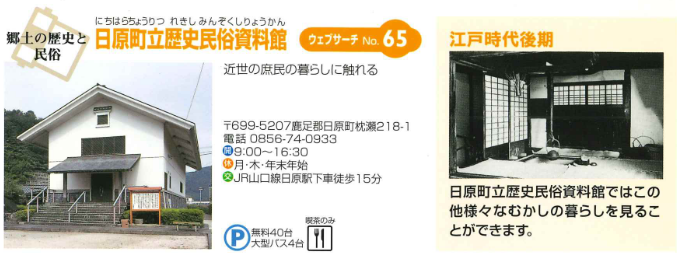 郷土の歴史と
民俗
にちはらちょうりつ れきしみんぞくしりょうかん
日原町立歴史民俗資料館
ウェブサーチ No.65
近世の庶民の暮らしに触れる
〒699-5207鹿足郡日原町枕瀬218-1
電話 0856-74-0933
開9:00〜16:30
休月・木・年末年始
交JR山口線日原駅下車徒歩15分
P 無料40台
大型バス4台
喫茶のみ
江戸時代後期
日原町立歴史民俗資料館ではこの
他様々なむかしの暮らしを見るこ
とができます。